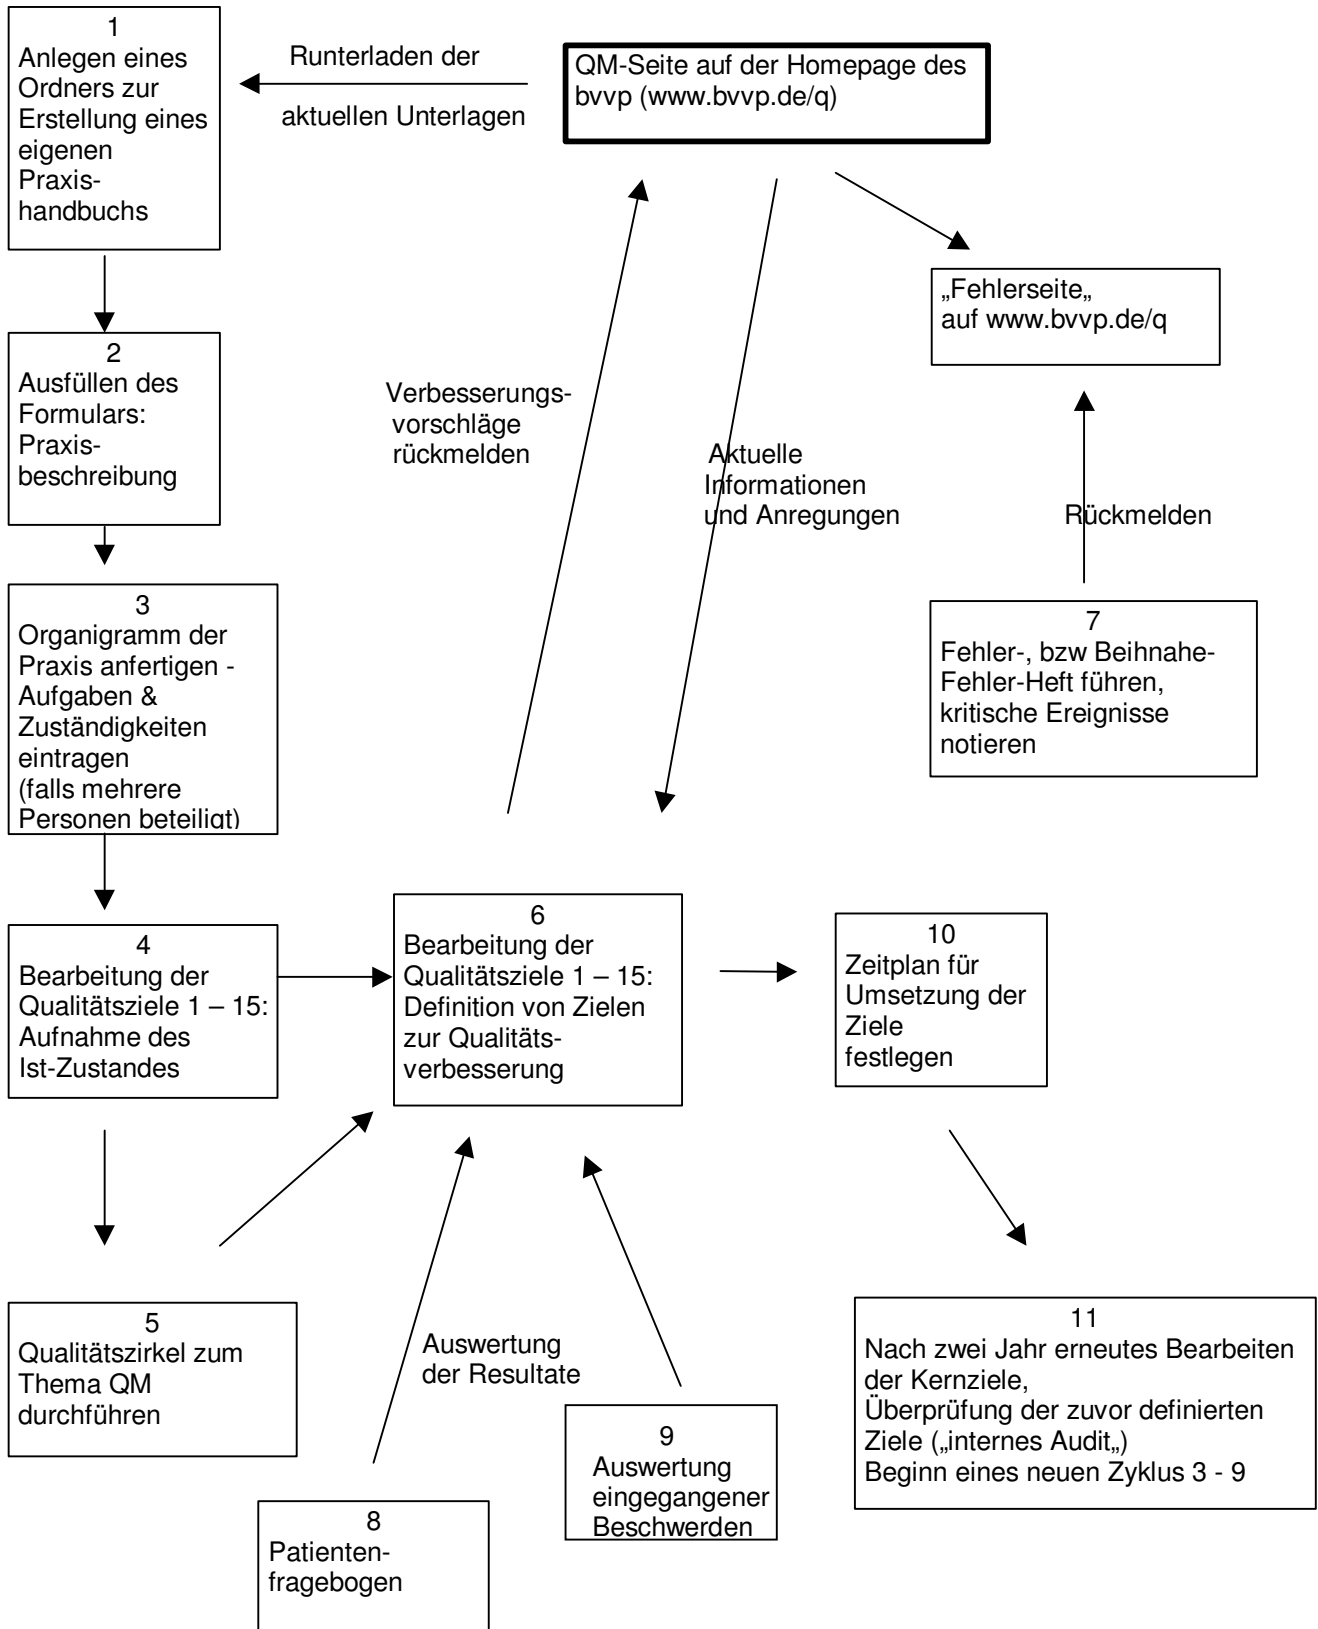 1
Anlegen eines
Ordners zur
Erstellung eines
eigenen
Praxis-
handbuchs
Runterladen der
aktuellen Unterlagen
QM-Seite auf der Homepage des
bvvp (www.bvvp.de/q)
„Fehlerseite„
auf www.bvvp.de/q
2
Ausfüllen des
Formulars:
Praxis-
beschreibung
Verbesserungs-
vorschläge
rückmelden
Aktuelle
Informationen
und Anregungen
Rückmelden
3
Organigramm der
Praxis anfertigen -
Aufgaben &
Zuständigkeiten
eintragen
(falls mehrere
Personen beteiligt)
7
Fehler-, bzw Beihnahe-
Fehler-Heft führen,
kritische Ereignisse
notieren
4
Bearbeitung der
Qualitätsziele 1 – 15:
Aufnahme des
Ist-Zustandes
6
Bearbeitung der
Qualitätsziele 1 – 15:
Definition von Zielen
zur Qualitäts-
verbesserung
10
Zeitplan für
Umsetzung der
Ziele
festlegen
5
Qualitätszirkel zum
Thema QM
durchführen
Auswertung
der Resultate
11
Nach zwei Jahr erneutes Bearbeiten
der Kernziele,
Überprüfung der zuvor definierten
Ziele („internes Audit„)
Beginn eines neuen Zyklus 3 - 9
8
Patienten-
fragebogen
9
Auswertung
eingegangener
Beschwerden